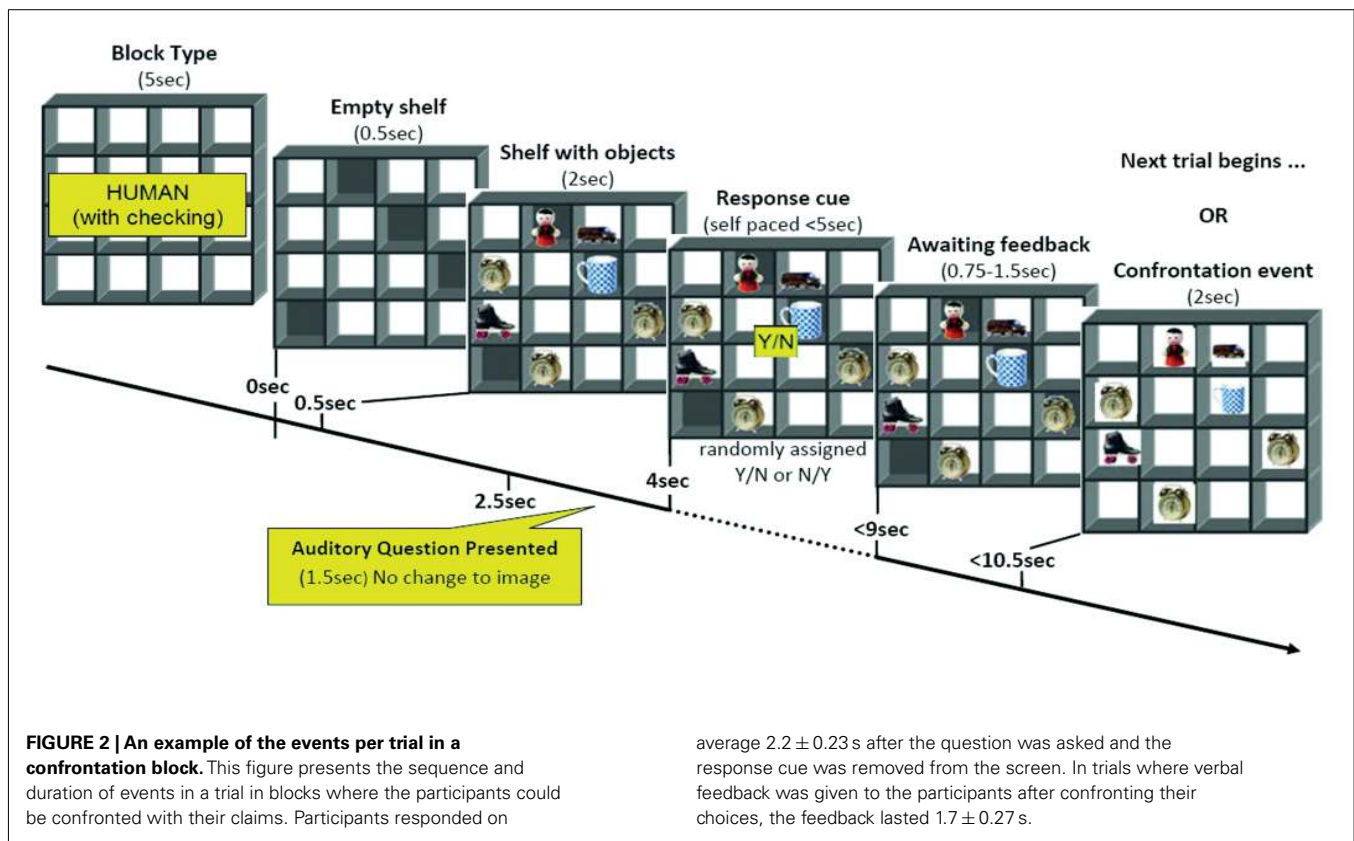 Block Type
(5sec)
HUMAN
(with checking)
Empty shelf
(0.5sec)
Shelf with objects
(2sec)
Response cue
(self paced <5sec)
Y/N
randomly assigned
Y/N or N/Y
Awaiting feedback
(0.75-1.5sec)
Next trial begins ...
OR
Confrontation event
(2sec)
0sec
0.5sec
2.5sec
4sec
<9sec
<10.5sec
Auditory Question Presented
(1.5sec) No change to image
FIGURE 2 | An example of the events per trial in a
confrontation block. This figure presents the sequence and
duration of events in a trial in blocks where the participants could
be confronted with their claims. Participants responded on
average 2.2 ± 0.23 s after the question was asked and the
response cue was removed from the screen. In trials where verbal
feedback was given to the participants after confronting their
choices, the feedback lasted 1.7 ± 0.27 s.